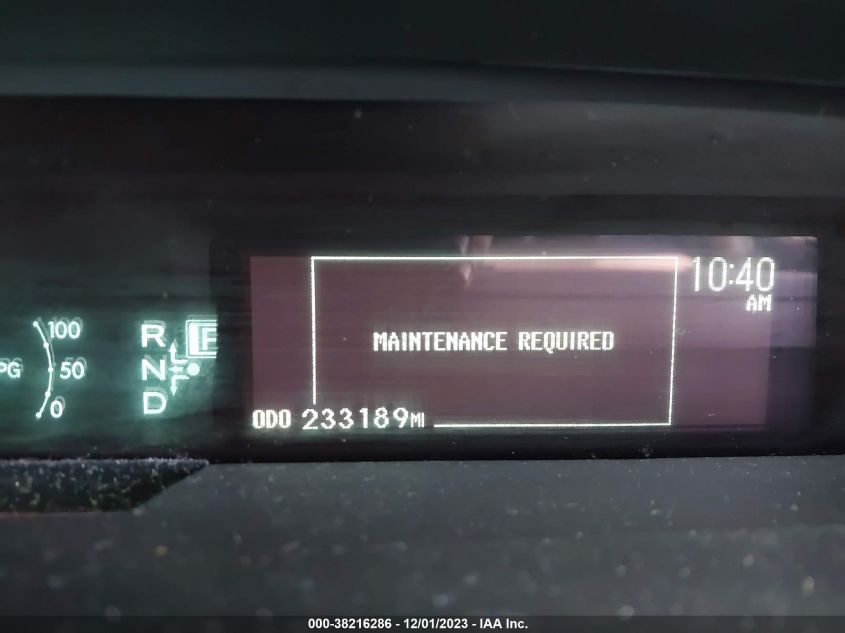 10:40
AM
100
50
0
PG
R
N
D
P
MAINTENANCE REQUIRED
ODO 233189MI
000-38216286 - 12/01/2023 - IAA Inc.